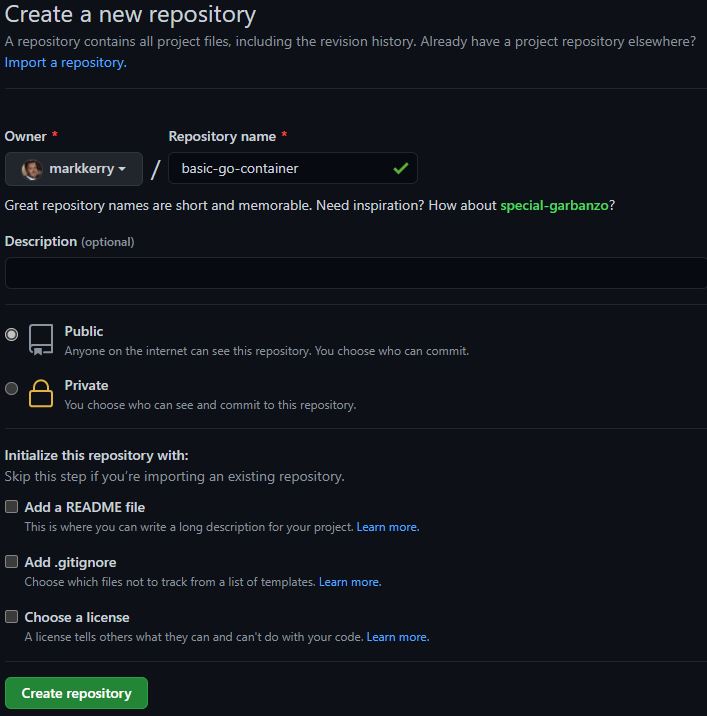 Create a new repository
A repository contains all project files, including the revision history. Already have a project repository elsewhere?
Import a repository.
Owner * Repository name *
markkerry / basic-go-container
Great repository names are short and memorable. Need inspiration? How about special-garbanzo?
Description (optional)
Public
Anyone on the internet can see this repository. You choose who can commit.
Private
You choose who can see and commit to this repository.
Initialize this repository with:
Skip this step if you're importing an existing repository.
Add a README file
This is where you can write a long description for your project. Learn more.
Add .gitignore
Choose which files not to track from a list of templates. Learn more.
Choose a license
A license tells others what they can and can't do with your code. Learn more.
Create repository